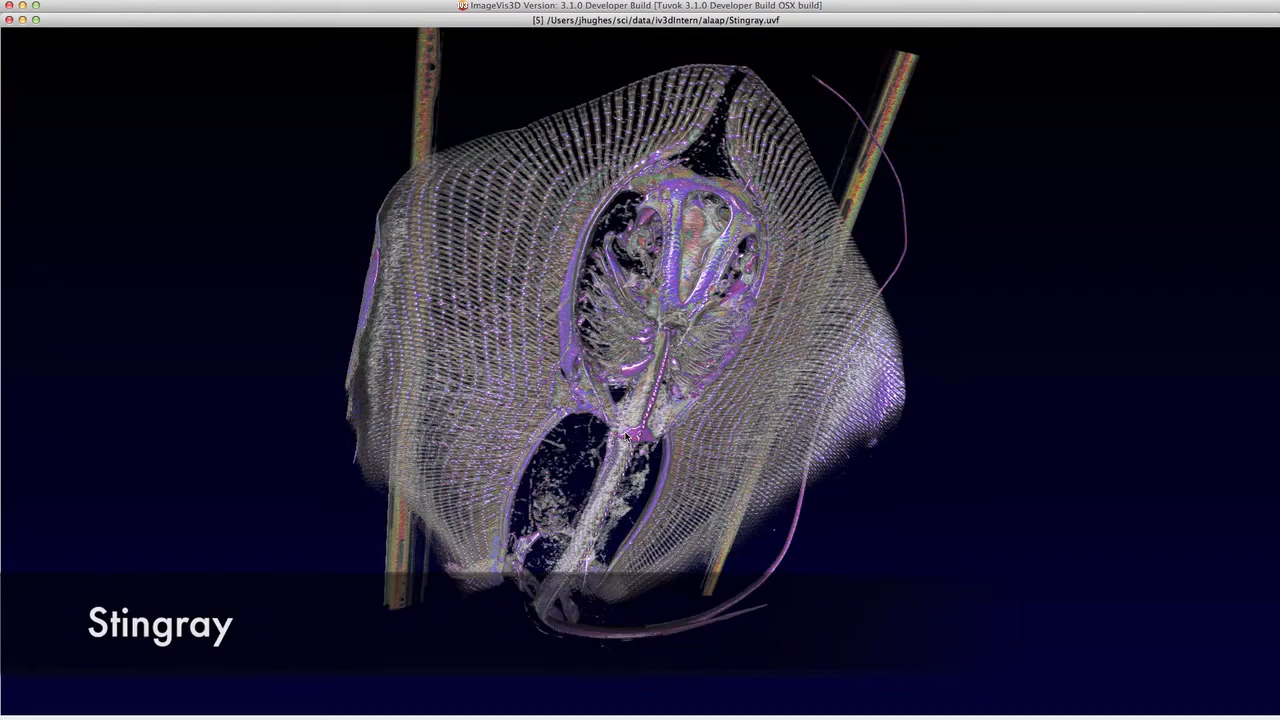 ImageVis3D Version: 3.1.0 Developer Build [Tuvok 3.1.0 Developer Build OSX build]
[5] /Users/jhughes/sci/data/iv3dIntern/alaap/Stingray.uvf
Stingray